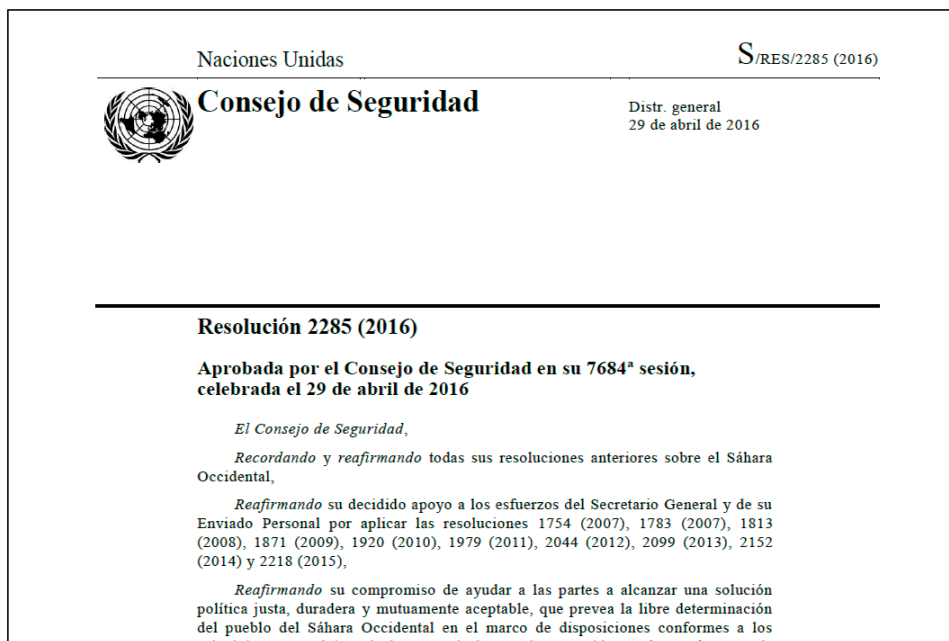 Naciones Unidas
S/RES/2285 (2016)
Consejo de Seguridad
Distr. general
29 de abril de 2016
Resolución 2285 (2016)
Aprobada por el Consejo de Seguridad en su 7684ª sesión,
celebrada el 29 de abril de 2016
El Consejo de Seguridad,
Recordando y reafirmando todas sus resoluciones anteriores sobre el Sáhara
Occidental,
Reafirmando su decidido apoyo a los esfuerzos del Secretario General y de su
Enviado Personal por aplicar las resoluciones 1754 (2007), 1783 (2007), 1813
(2008), 1871 (2009), 1920 (2010), 1979 (2011), 2044 (2012), 2099 (2013), 2152
(2014) y 2218 (2015),
Reafirmando su compromiso de ayudar a las partes a alcanzar una solución
política justa, duradera y mutuamente aceptable, que prevea la libre determinación
del pueblo del Sáhara Occidental en el marco de disposiciones conformes a los